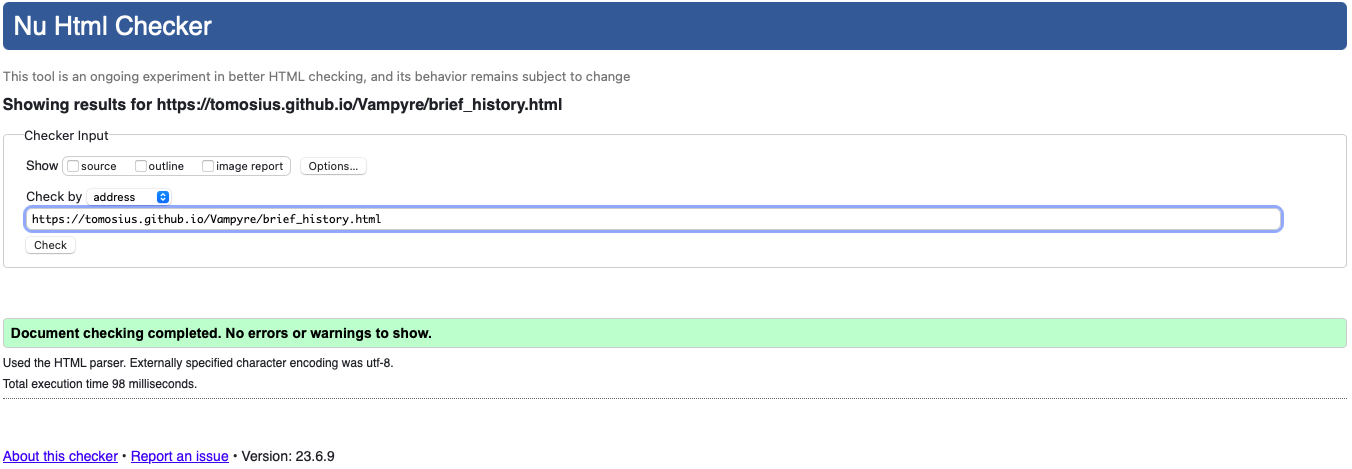 Nu Html Checker
This tool is an ongoing experiment in better HTML checking, and its behavior remains subject to change
Showing results for https://tomosius.github.io/Vampyre/brief_history.html
Checker Input
Show source outline image report Options...
Check by address
https://tomosius.github.io/Vampyre/brief_history.html
Check
Document checking completed. No errors or warnings to show.
Used the HTML parser. Externally specified character encoding was utf-8.
Total execution time 98 milliseconds.
About this checker • Report an issue • Version: 23.6.9